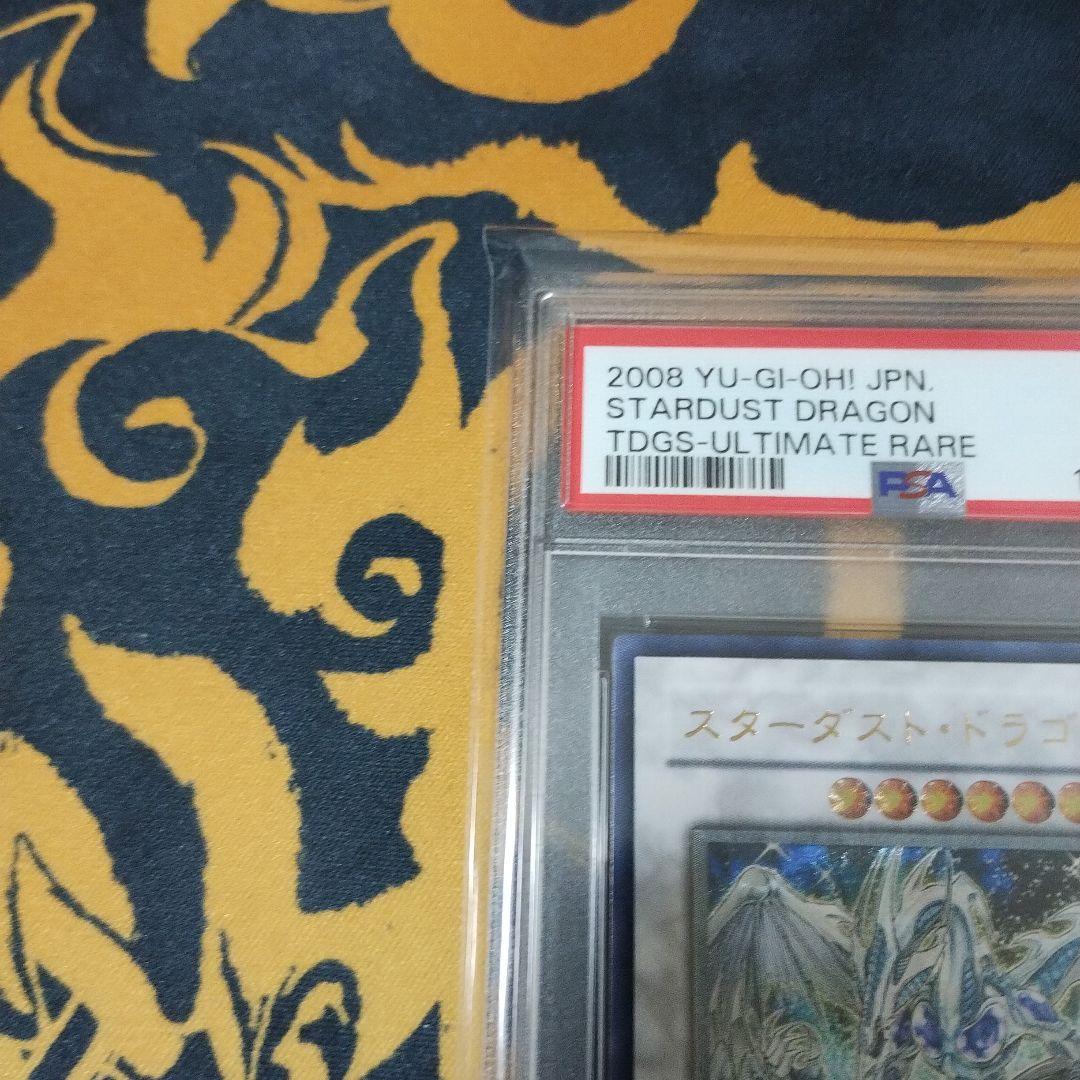 2008 YU-GI-OH! JPN.
STARDUST DRAGON
TDGS-ULTIMATE RARE
PSA
スターダスト・ドラゴ